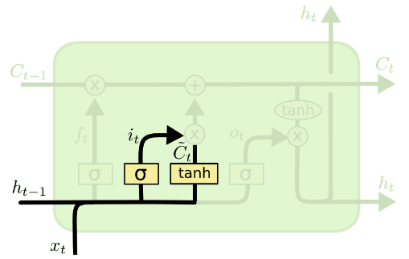 h_t
C_{t-1} × + C_t
tanh
f_t i_t × o_t ×
C̃_t
σ σ tanh σ
h_{t-1} h_t
x_t